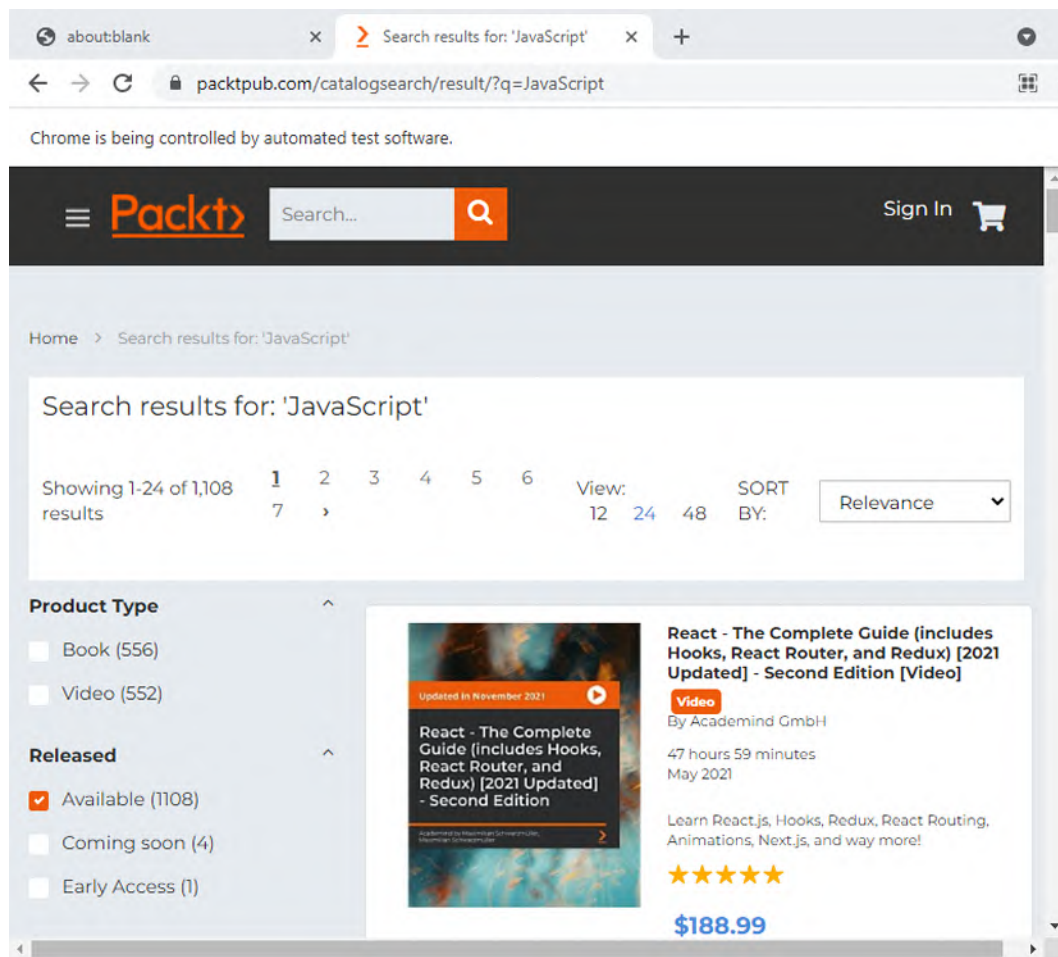 about:blank
Search results for: 'JavaScript'
packtpub.com/catalogsearch/result/?q=JavaScript
Chrome is being controlled by automated test software.
Packt>
Search...
Sign In
Home > Search results for: 'JavaScript'
Search results for: 'JavaScript'
Showing 1-24 of 1,108
results
1 2 3 4 5 6
7 ›
View:
12 24 48
SORT
BY:
Relevance
Product Type
Book (556)
Video (552)
Released
Available (1108)
Coming soon (4)
Early Access (1)
Updated in November 2021
React - The Complete
Guide (includes Hooks,
React Router, and
Redux) [2021 Updated]
- Second Edition
Academind by Maximilian Schwarzmüller,
Maximilian Schwarzmüller
React - The Complete Guide (includes
Hooks, React Router, and Redux) [2021
Updated] - Second Edition [Video]
Video
By Academind GmbH
47 hours 59 minutes
May 2021
Learn React.js, Hooks, Redux, React Routing,
Animations, Next.js, and way more!
$188.99